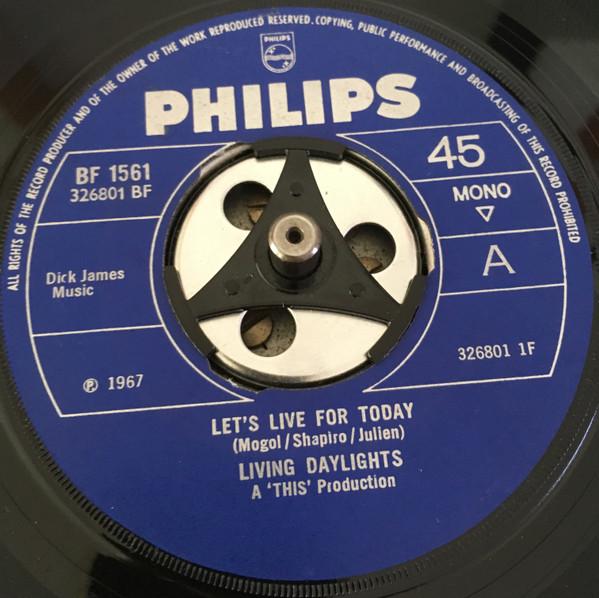 ALL RIGHTS OF THE RECORD PRODUCER AND OF THE OWNER OF THE WORK REPRODUCED RESERVED. COPYING, PUBLIC PERFORMANCE AND BROADCASTING OF THIS RECORD PROHIBITED
PHILIPS
PHILIPS
BF 1561
326801 BF
45
MONO
A
Dick James
Music
326801 1F
℗ 1967
LET'S LIVE FOR TODAY
(Mogol/Shapiro/Julien)
LIVING DAYLIGHTS
A 'THIS' Production